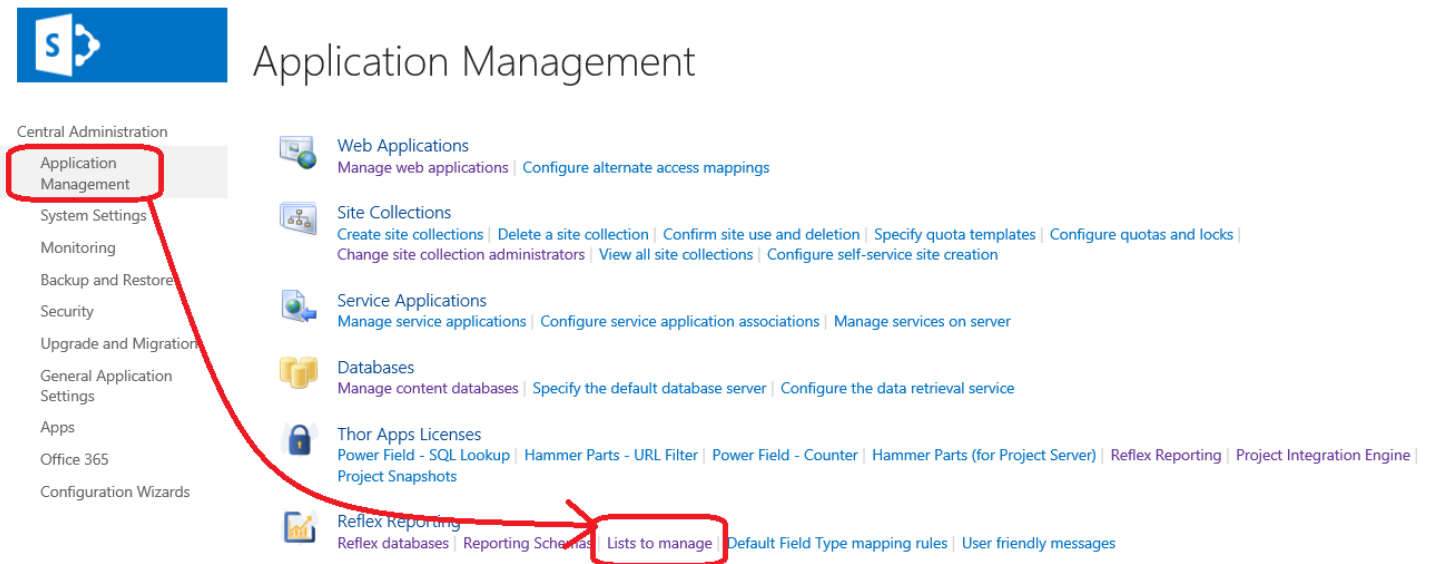 S
Application Management
Central Administration
Application
Management
System Settings
Monitoring
Backup and Restore
Security
Upgrade and Migration
General Application
Settings
Apps
Office 365
Configuration Wizards
Web Applications
Manage web applications | Configure alternate access mappings
Site Collections
Create site collections | Delete a site collection | Confirm site use and deletion | Specify quota templates | Configure quotas and locks |
Change site collection administrators | View all site collections | Configure self-service site creation
Service Applications
Manage service applications | Configure service application associations | Manage services on server
Databases
Manage content databases | Specify the default database server | Configure the data retrieval service
Thor Apps Licenses
Power Field - SQL Lookup | Hammer Parts - URL Filter | Power Field - Counter | Hammer Parts (for Project Server) | Reflex Reporting | Project Integration Engine |
Project Snapshots
Reflex Reporting
Reflex databases | Reporting Schemas | Lists to manage | Default Field Type mapping rules | User friendly messages